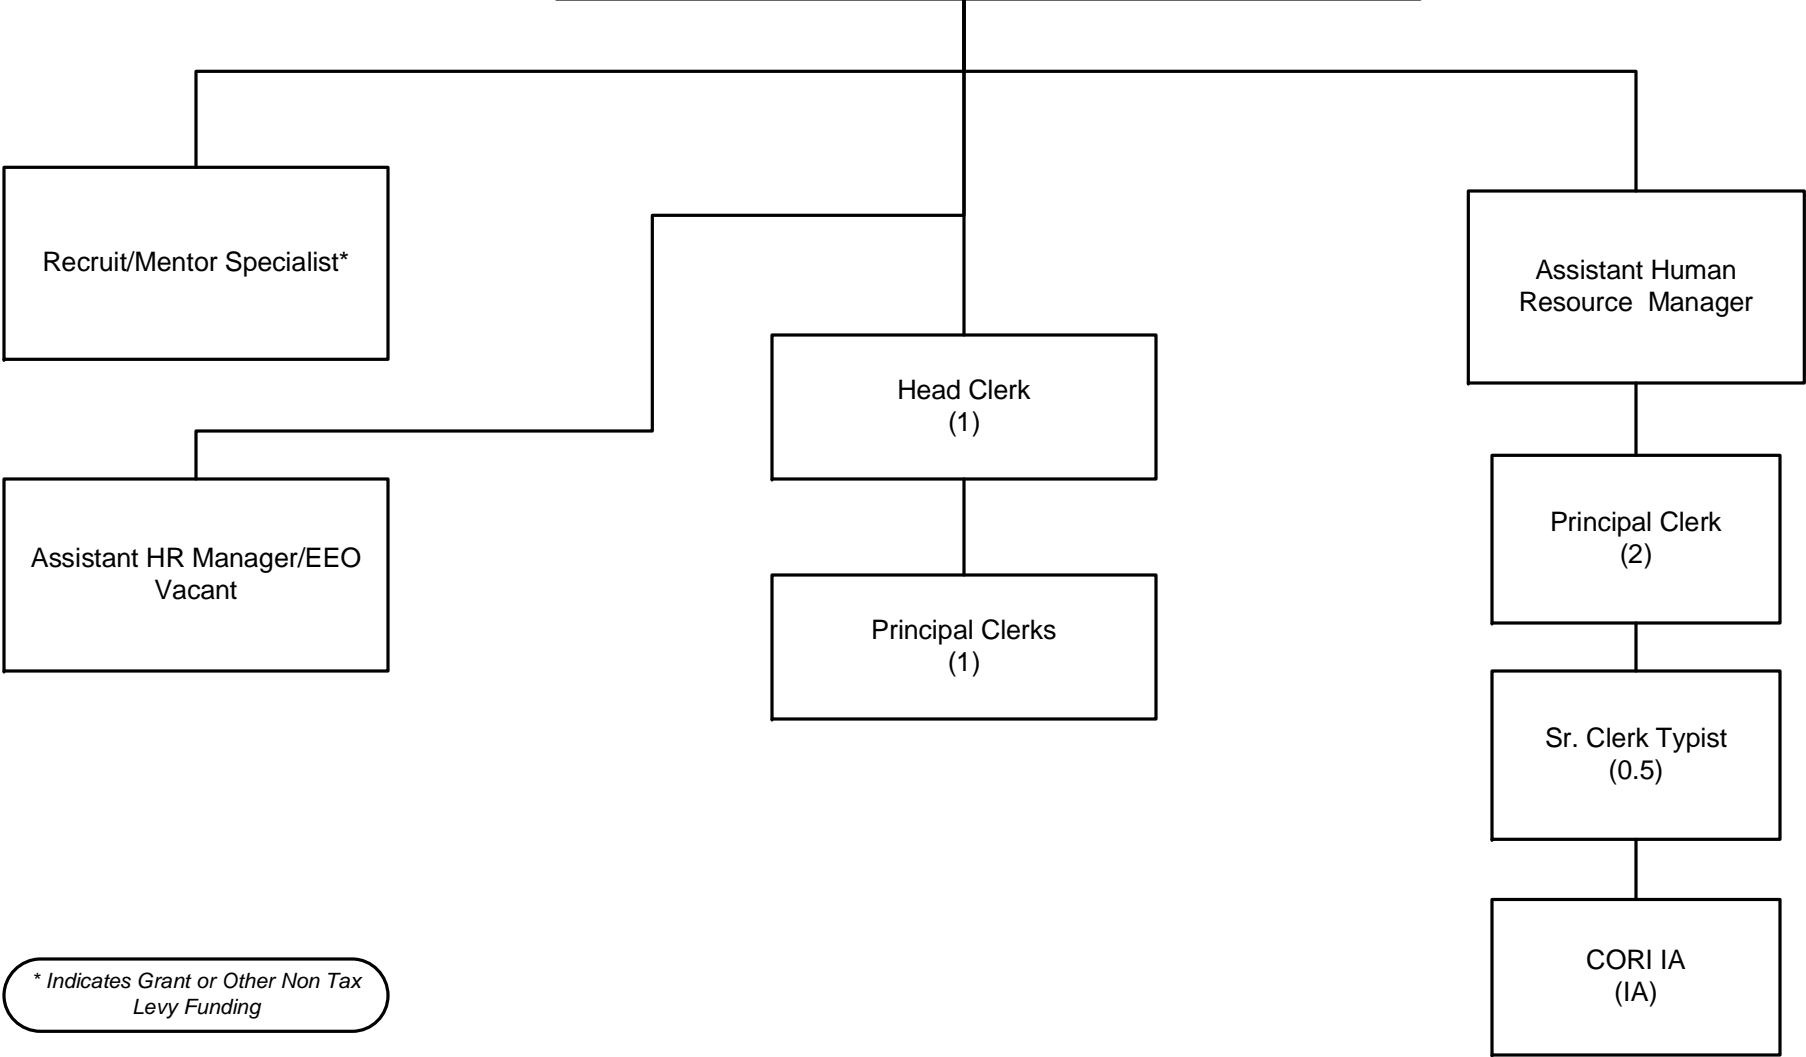 Recruit/Mentor Specialist*
Assistant Human
Resource  Manager
Head Clerk
(1)
Principal Clerk
(2)
Assistant HR Manager/EEO
Vacant
Principal Clerks
(1)
Sr. Clerk Typist
(0.5)
CORI IA
(IA)
* Indicates Grant or Other Non Tax
Levy Funding